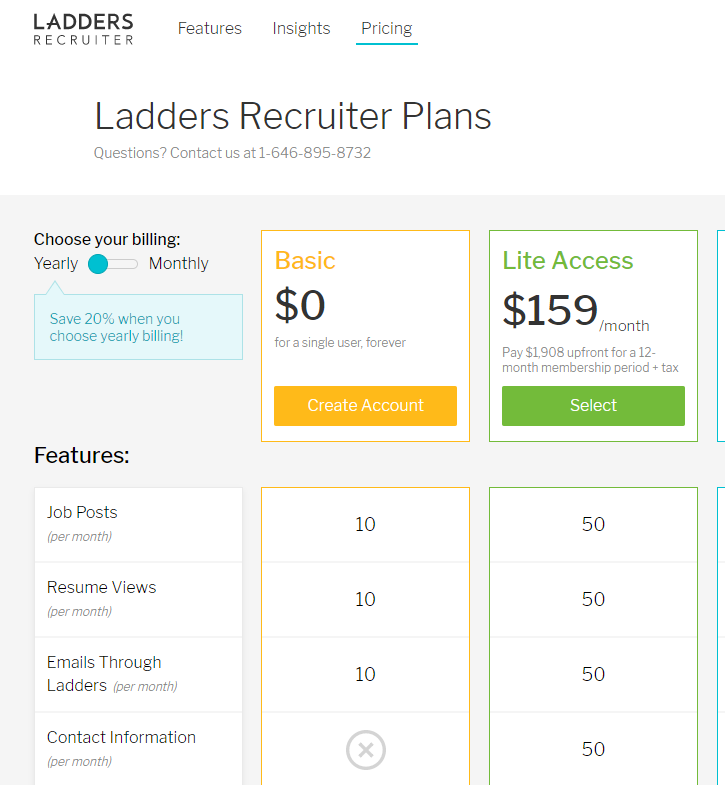 LADDERS
RECRUITER
Features
Insights
Pricing
Ladders Recruiter Plans
Questions? Contact us at 1-646-895-8732
Choose your billing:
Yearly
Monthly
Save 20% when you
choose yearly billing!
Basic
$0
for a single user, forever
Create Account
Lite Access
$159/month
Pay $1,908 upfront for a 12-
month membership period + tax
Select
Features:
Job Posts
(per month)
10
50
Resume Views
(per month)
10
50
Emails Through
Ladders (per month)
10
50
Contact Information
(per month)
50